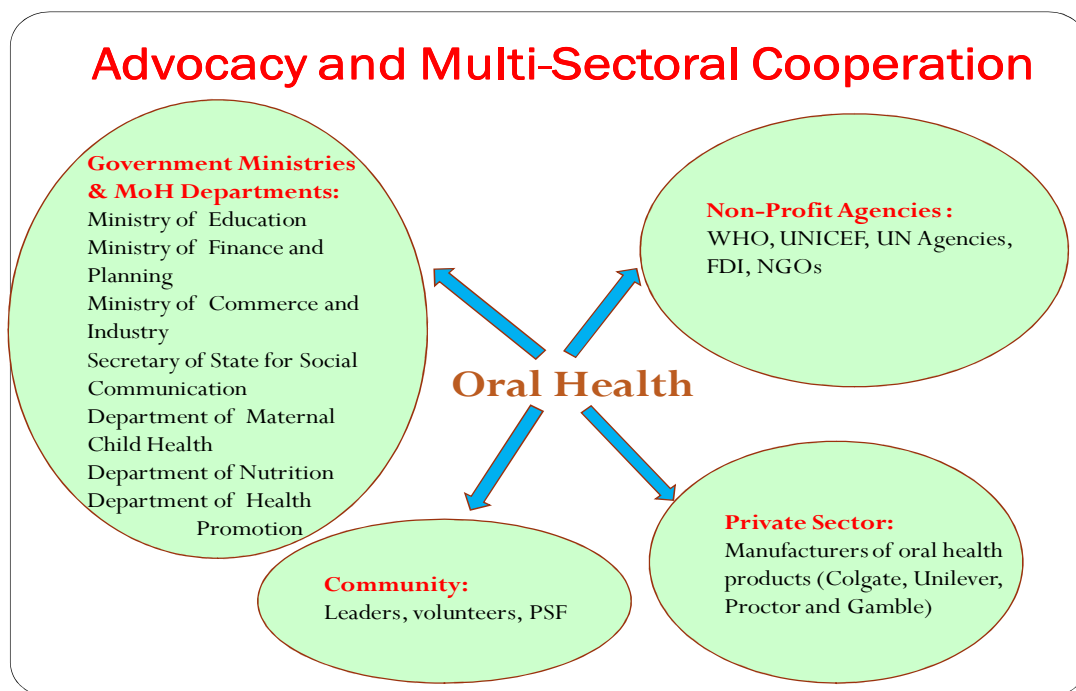 Advocacy and Multi-Sectoral Cooperation
Government Ministries
& MoH Departments:
Ministry of Education
Ministry of Finance and
Planning
Ministry of Commerce and
Industry
Secretary of State for Social
Communication
Department of Maternal
Child Health
Department of Nutrition
Department of Health
Promotion
Non-Profit Agencies :
WHO, UNICEF, UN Agencies,
FDI, NGOs
Oral Health
Community:
Leaders, volunteers, PSF
Private Sector:
Manufacturers of oral health
products (Colgate, Unilever,
Proctor and Gamble)